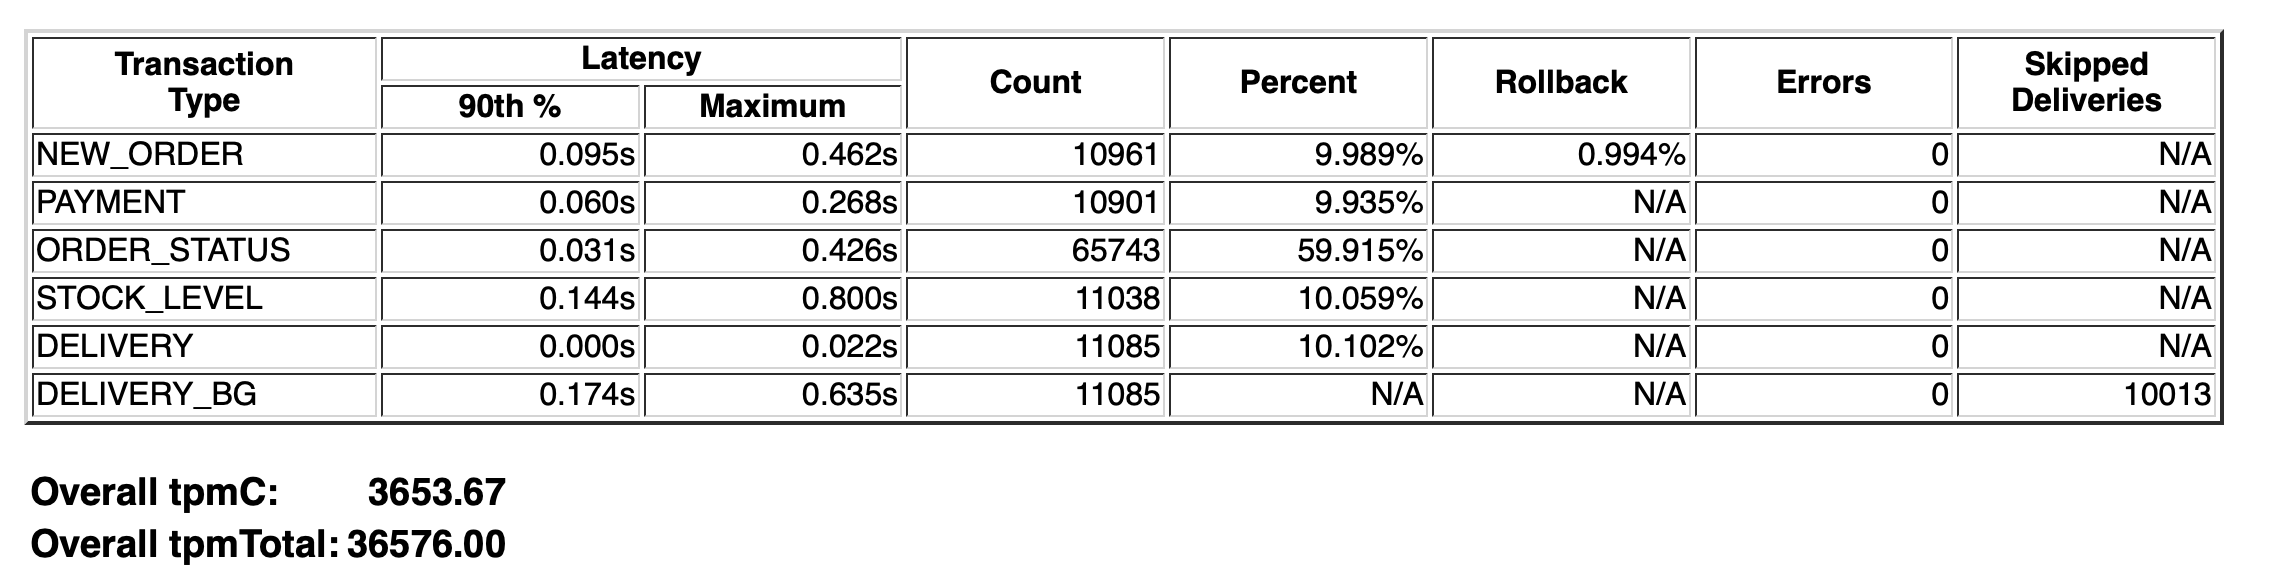 Transaction Type Latency Count Percent Rollback Errors Skipped Deliveries
90th % Maximum
NEW_ORDER 0.095s 0.462s 10961 9.989% 0.994% 0 N/A
PAYMENT 0.060s 0.268s 10901 9.935% N/A 0 N/A
ORDER_STATUS 0.031s 0.426s 65743 59.915% N/A 0 N/A
STOCK_LEVEL 0.144s 0.800s 11038 10.059% N/A 0 N/A
DELIVERY 0.000s 0.022s 11085 10.102% N/A 0 N/A
DELIVERY_BG 0.174s 0.635s 11085 N/A N/A 0 10013
Overall tpmC: 3653.67
Overall tpmTotal: 36576.00